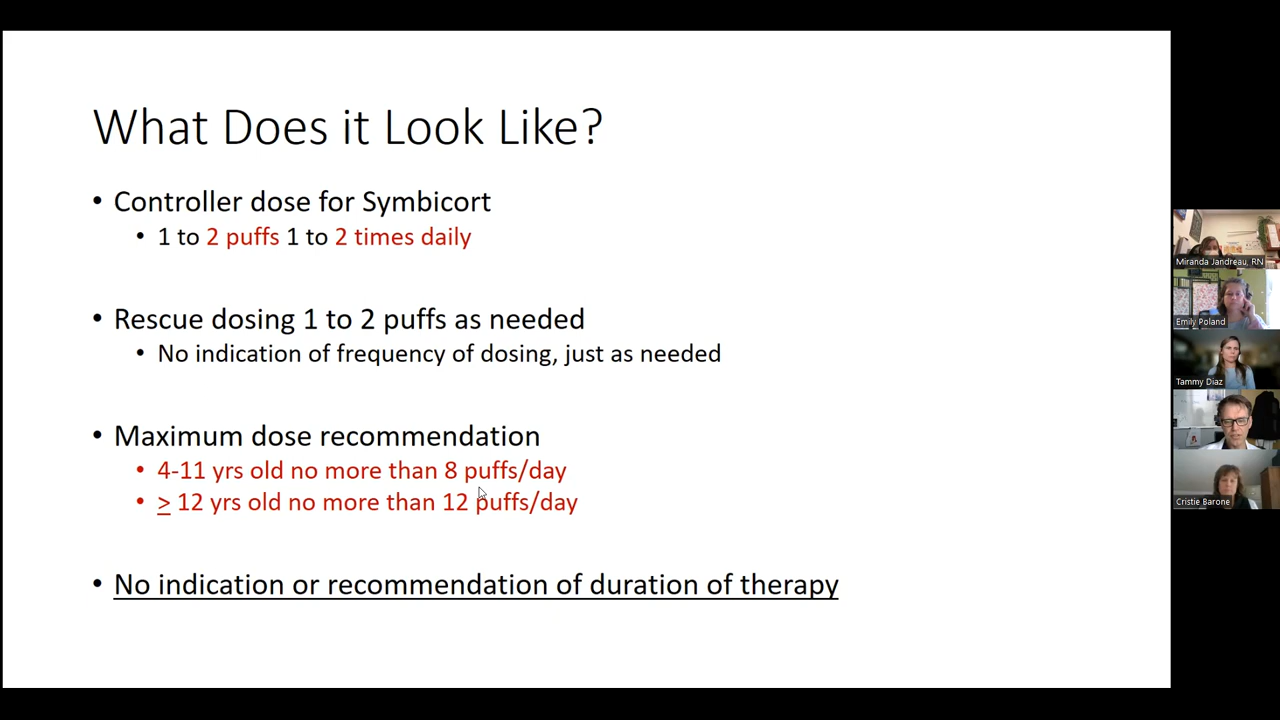 What Does it Look Like?
• Controller dose for Symbicort
• 1 to 2 puffs 1 to 2 times daily
• Rescue dosing 1 to 2 puffs as needed
• No indication of frequency of dosing, just as needed
• Maximum dose recommendation
• 4-11 yrs old no more than 8 puffs/day
• > 12 yrs old no more than 12 puffs/day
• No indication or recommendation of duration of therapy
Miranda Jandreau, RN
Emily Poland
Tammy Diaz
Cristie Barone